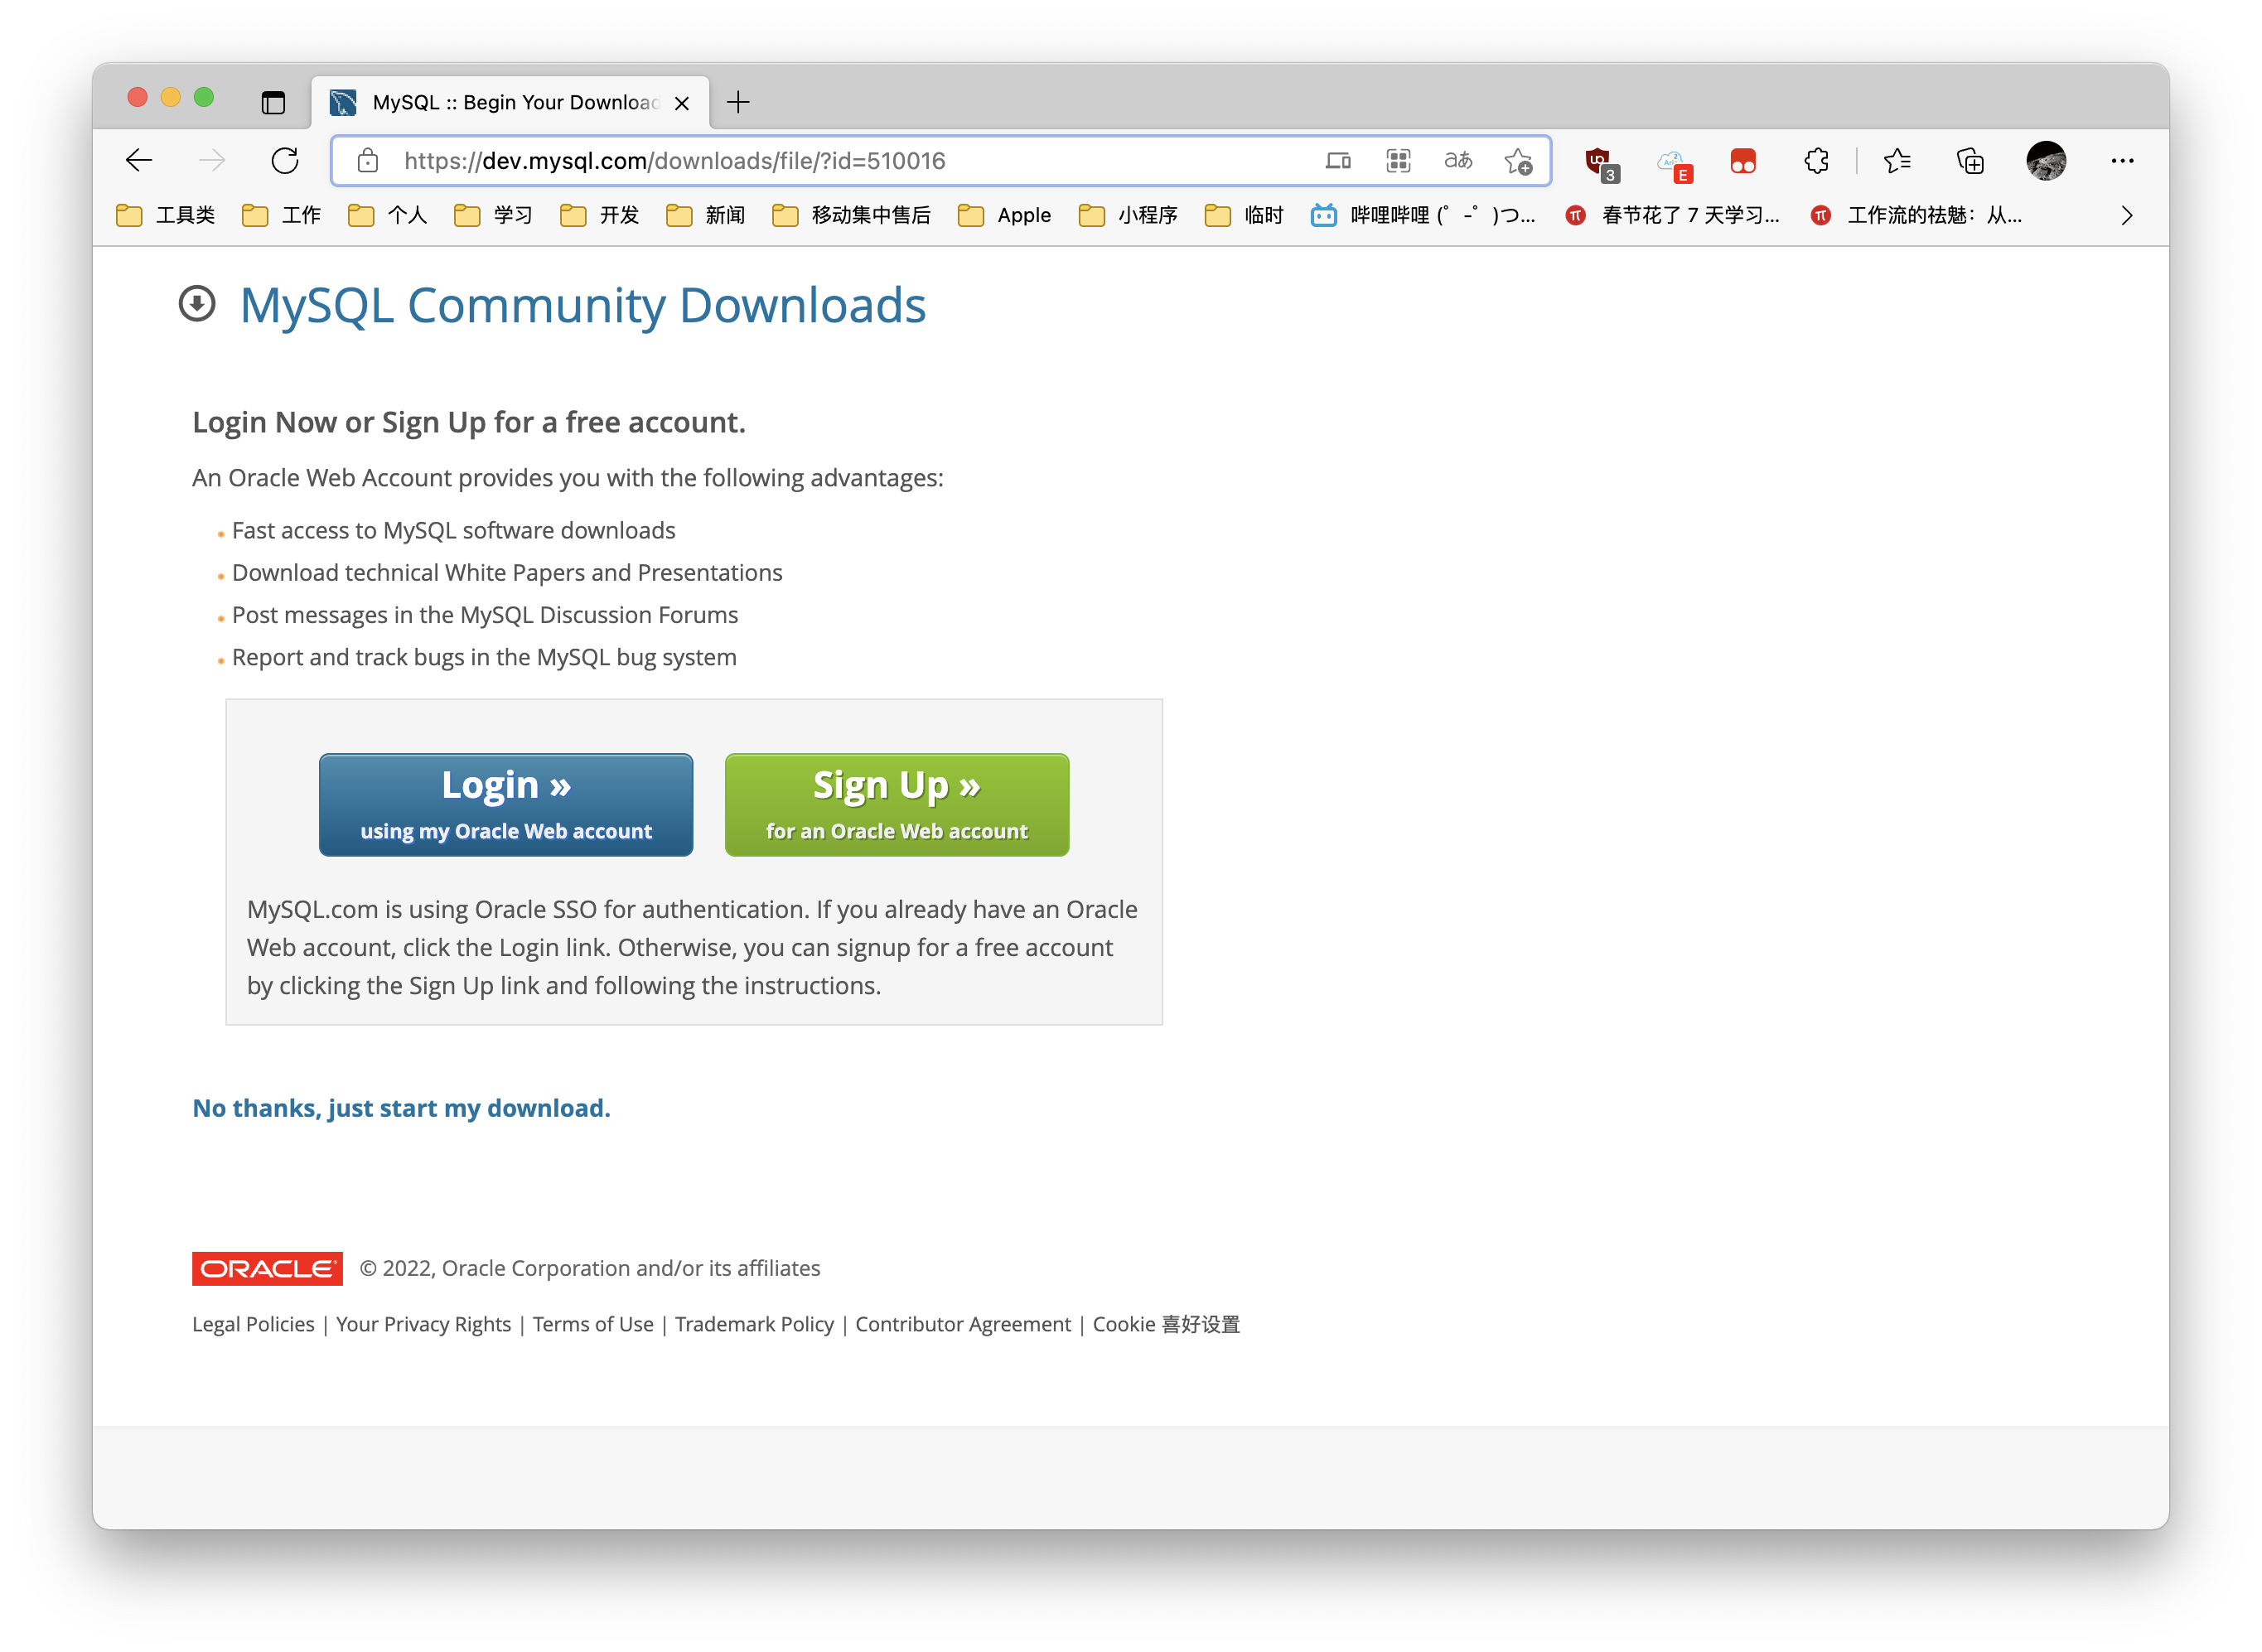 MySQL :: Begin Your Download
https://dev.mysql.com/downloads/file/?id=510016
aあ
3
E
工具类 工作 个人 学习 开发 新闻 移动集中售后 Apple 小程序 临时 哔哩哔哩 (゜-゜)つ... 春节花了 7 天学习... 工作流的祛魅：从...
MySQL Community Downloads
Login Now or Sign Up for a free account.
An Oracle Web Account provides you with the following advantages:
Fast access to MySQL software downloads
Download technical White Papers and Presentations
Post messages in the MySQL Discussion Forums
Report and track bugs in the MySQL bug system
Login »
using my Oracle Web account
Sign Up »
for an Oracle Web account
MySQL.com is using Oracle SSO for authentication. If you already have an Oracle
Web account, click the Login link. Otherwise, you can signup for a free account
by clicking the Sign Up link and following the instructions.
No thanks, just start my download.
ORACLE © 2022, Oracle Corporation and/or its affiliates
Legal Policies | Your Privacy Rights | Terms of Use | Trademark Policy | Contributor Agreement | Cookie 喜好设置